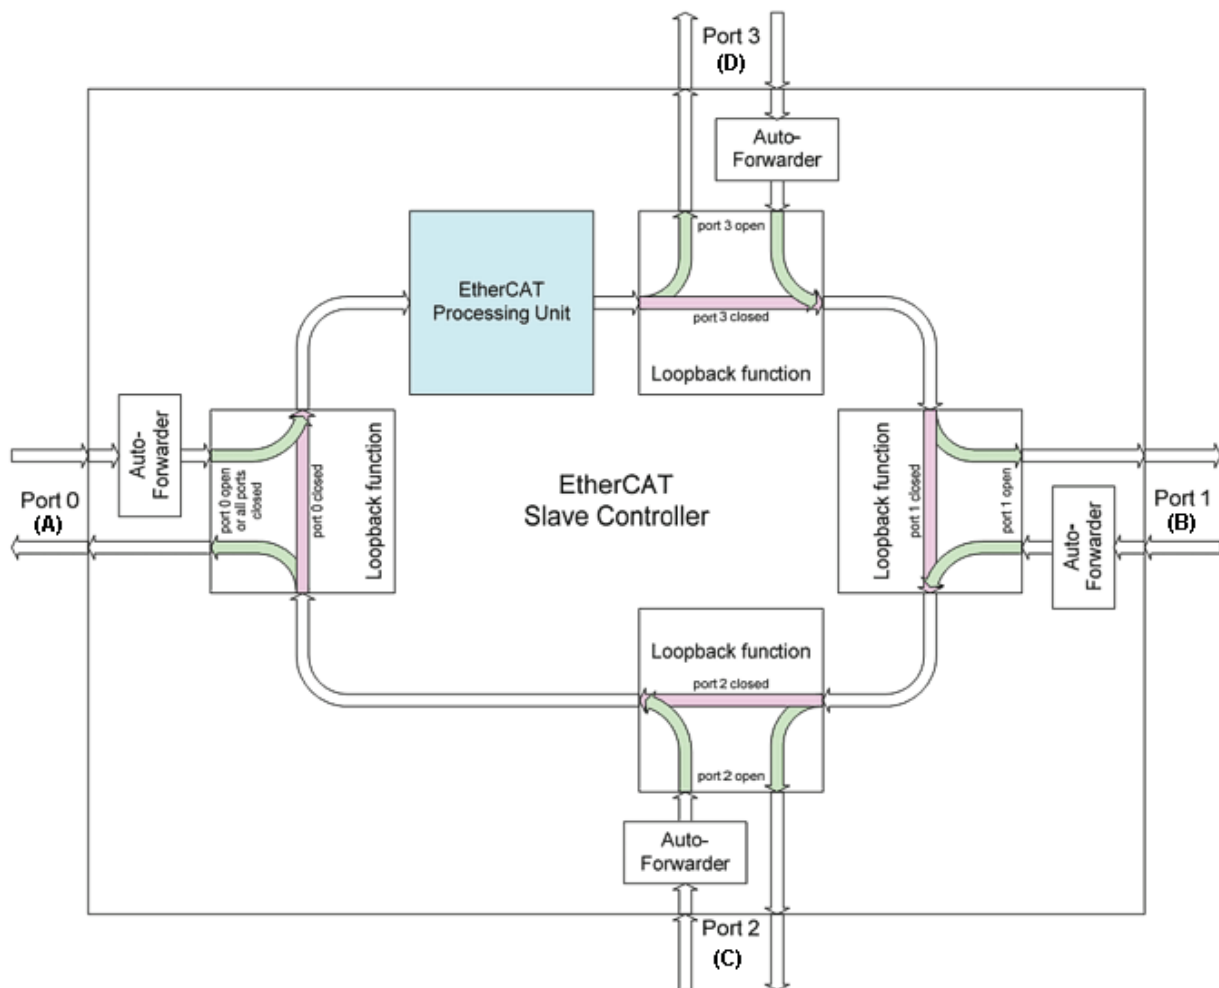 Port 3
(D)
Auto-
Forwarder
port 3 open
EtherCAT
Processing Unit
port 3 closed
Loopback function
Auto-
Forwarder
port 0 open
or all ports
closed
port 0 closed
Loopback function
Port 0
(A)
EtherCAT
Slave Controller
Loopback function
port 1 closed
port 1 open
Auto-
Forwarder
Port 1
(B)
Loopback function
port 2 closed
port 2 open
Auto-
Forwarder
Port 2
(C)